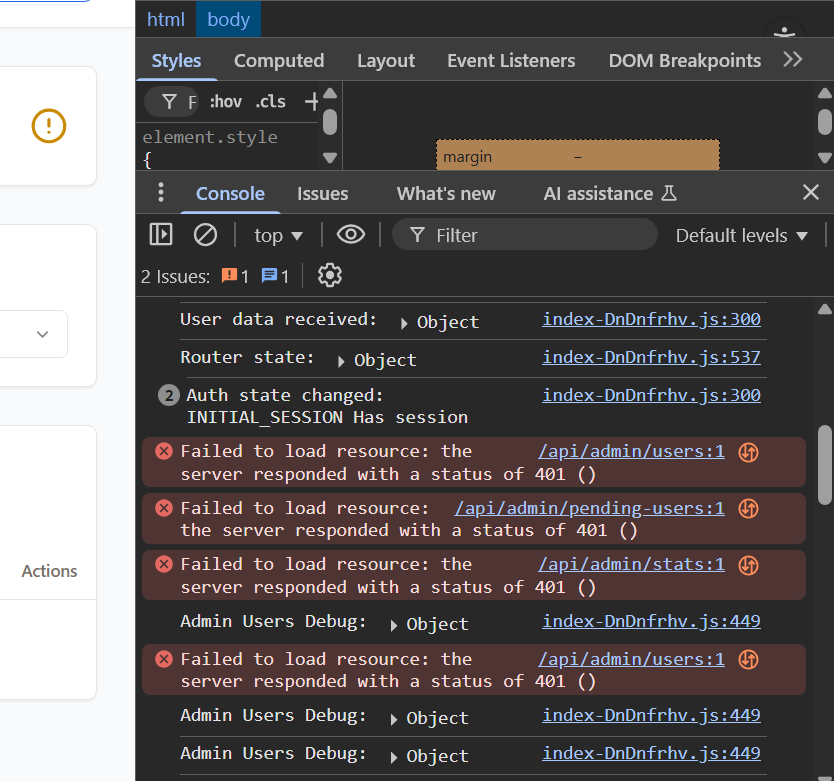 html body
Styles Computed Layout Event Listeners DOM Breakpoints
F :hov .cls +
element.style
{
margin –
Console Issues What's new AI assistance
top Filter Default levels
2 Issues: 1 1
User data received: Object index-DnDnfrhv.js:300
Router state: Object index-DnDnfrhv.js:537
2 Auth state changed: index-DnDnfrhv.js:300
INITIAL_SESSION Has session
Failed to load resource: the /api/admin/users:1
server responded with a status of 401 ()
Failed to load resource: /api/admin/pending-users:1
the server responded with a status of 401 ()
Failed to load resource: the /api/admin/stats:1
server responded with a status of 401 ()
Actions
Admin Users Debug: Object index-DnDnfrhv.js:449
Failed to load resource: the /api/admin/users:1
server responded with a status of 401 ()
Admin Users Debug: Object index-DnDnfrhv.js:449
Admin Users Debug: Object index-DnDnfrhv.js:449